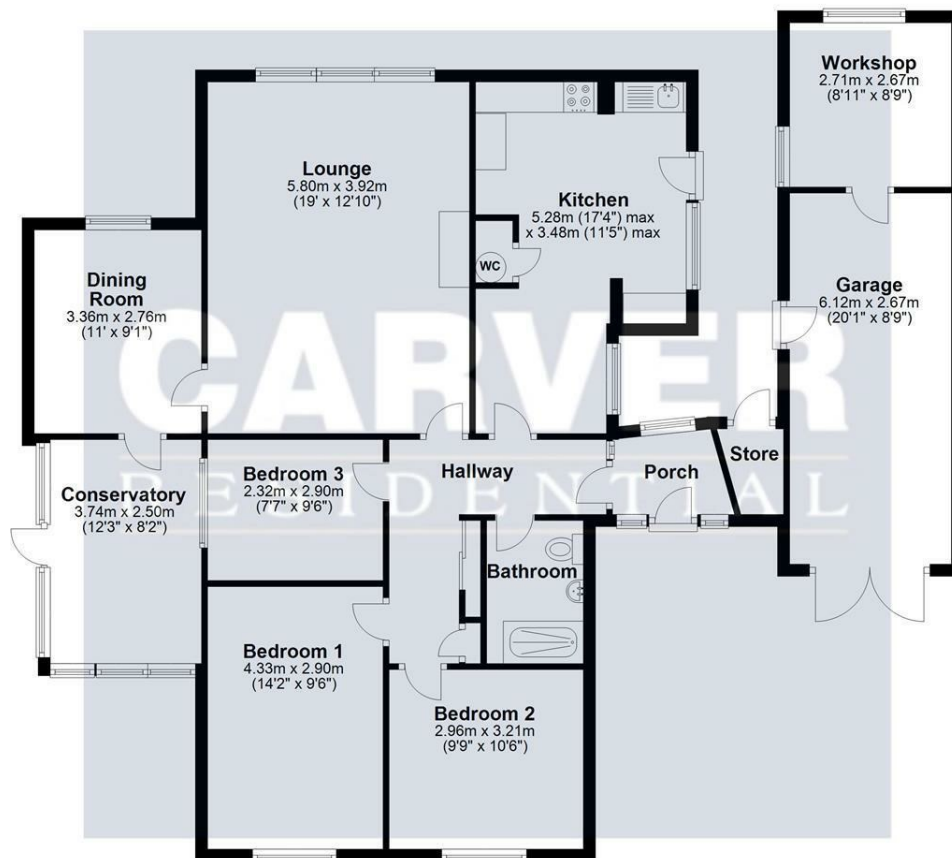 Workshop
2.71m x 2.67m
(8'11" x 8'9")
Lounge
5.80m x 3.92m
(19' x 12'10")
Kitchen
5.28m (17'4") max
x 3.48m (11'5") max
WC
Dining
Room
3.36m x 2.76m
(11' x 9'1")
Garage
6.12m x 2.67m
(20'1" x 8'9")
CARVER
RESIDENTIAL
Conservatory
3.74m x 2.50m
(12'3" x 8'2")
Bedroom 3
2.32m x 2.90m
(7'7" x 9'6")
Hallway
Porch
Store
Bathroom
Bedroom 1
4.33m x 2.90m
(14'2" x 9'6")
Bedroom 2
2.96m x 3.21m
(9'9" x 10'6")